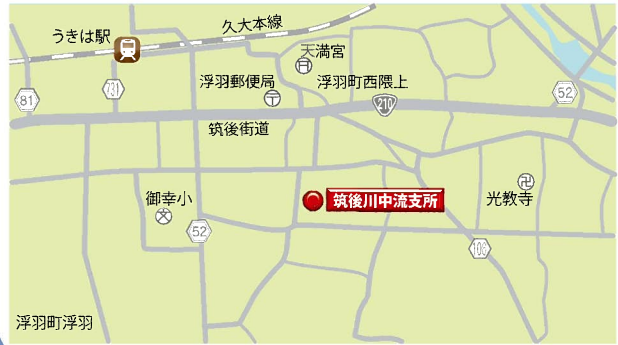 久大本線
うきは駅
天満宮
浮羽郵便局
浮羽町西隈上
731
81
210
52
筑後街道
御幸小
筑後川中流支所
光教寺
52
106
浮羽町浮羽